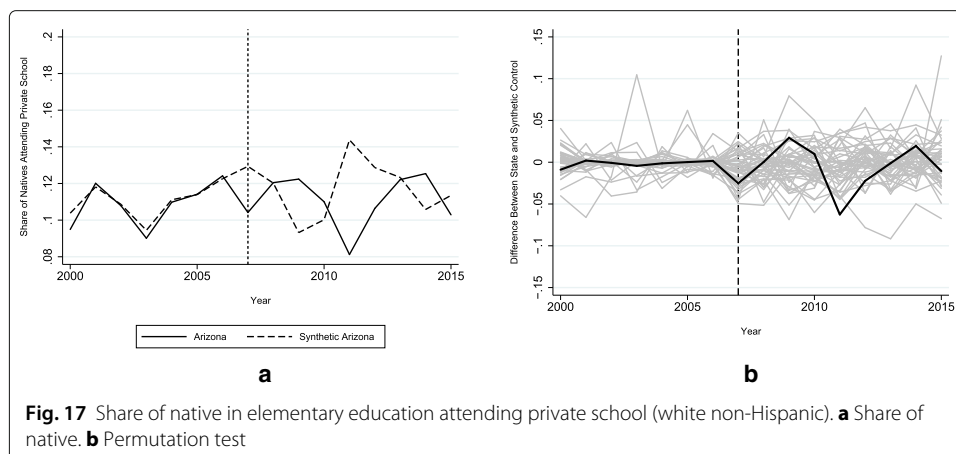 .2
.18
.16
.14
.12
.1
.08
Share of Natives Attending Private School
2000 2005 2010 2015
Year
Arizona Synthetic Arizona
a
.15
.1
.05
0
-.05
-.1
-.15
Difference Between State and Synthetic Control
2000 2005 2010 2015
Year
b
Fig. 17 Share of native in elementary education attending private school (white non-Hispanic). a Share of
native. b Permutation test